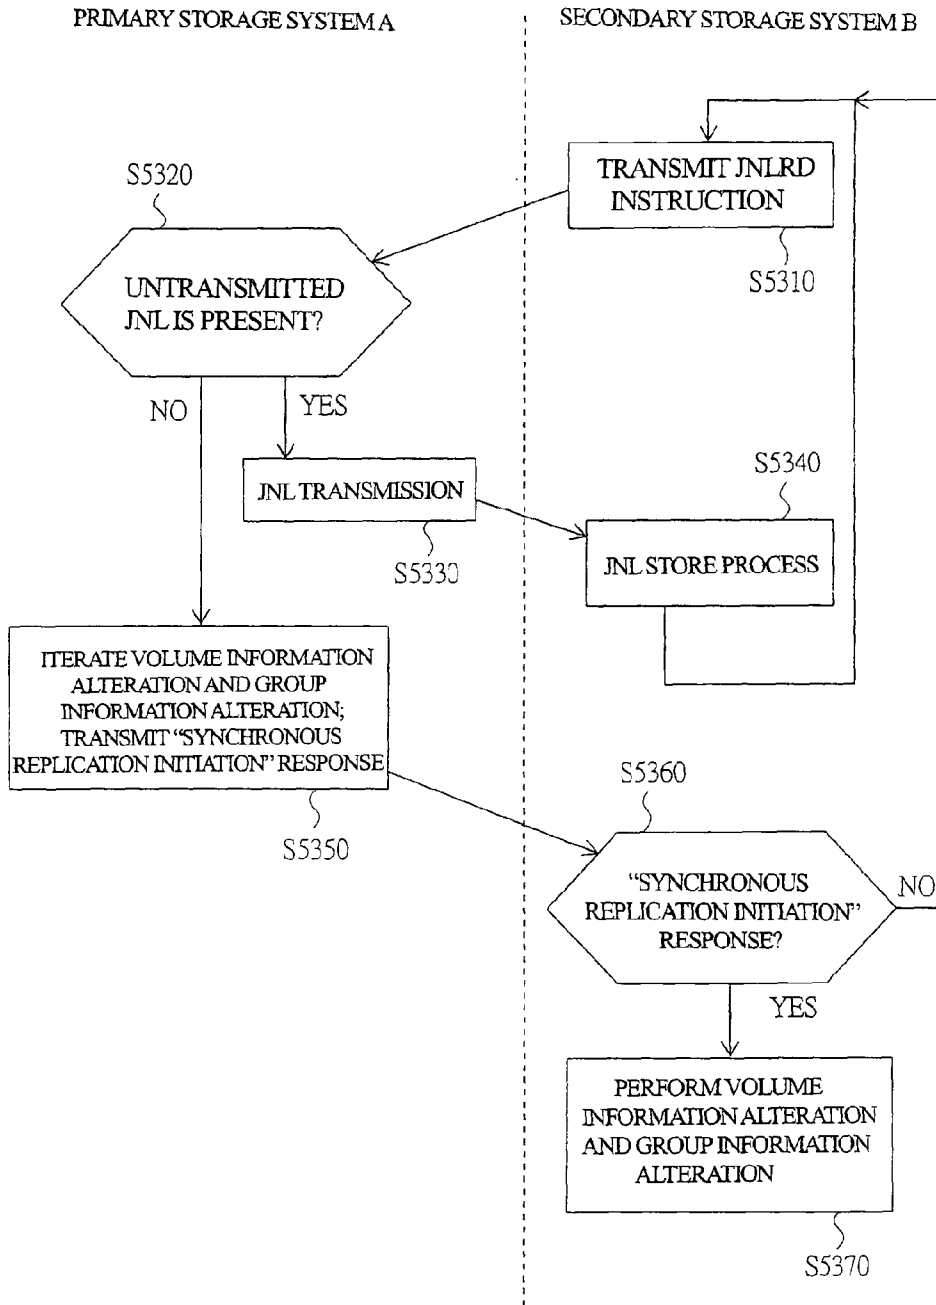 PRIMARY STORAGE SYSTEM A
SECONDARY STORAGE SYSTEM B
TRANSMIT JNLRD
INSTRUCTION
S5310
S5320
UNTRANSMITTED
JNL IS PRESENT?
NO
YES
JNL TRANSMISSION
S5330
S5340
JNL STORE PROCESS
ITERATE VOLUME INFORMATION
ALTERATION AND GROUP
INFORMATION ALTERATION;
TRANSMIT “SYNCHRONOUS
REPLICATION INITIATION” RESPONSE
S5350
S5360
“SYNCHRONOUS
REPLICATION INITIATION”
RESPONSE?
NO
YES
PERFORM VOLUME
INFORMATION ALTERATION
AND GROUP INFORMATION
ALTERATION
S5370